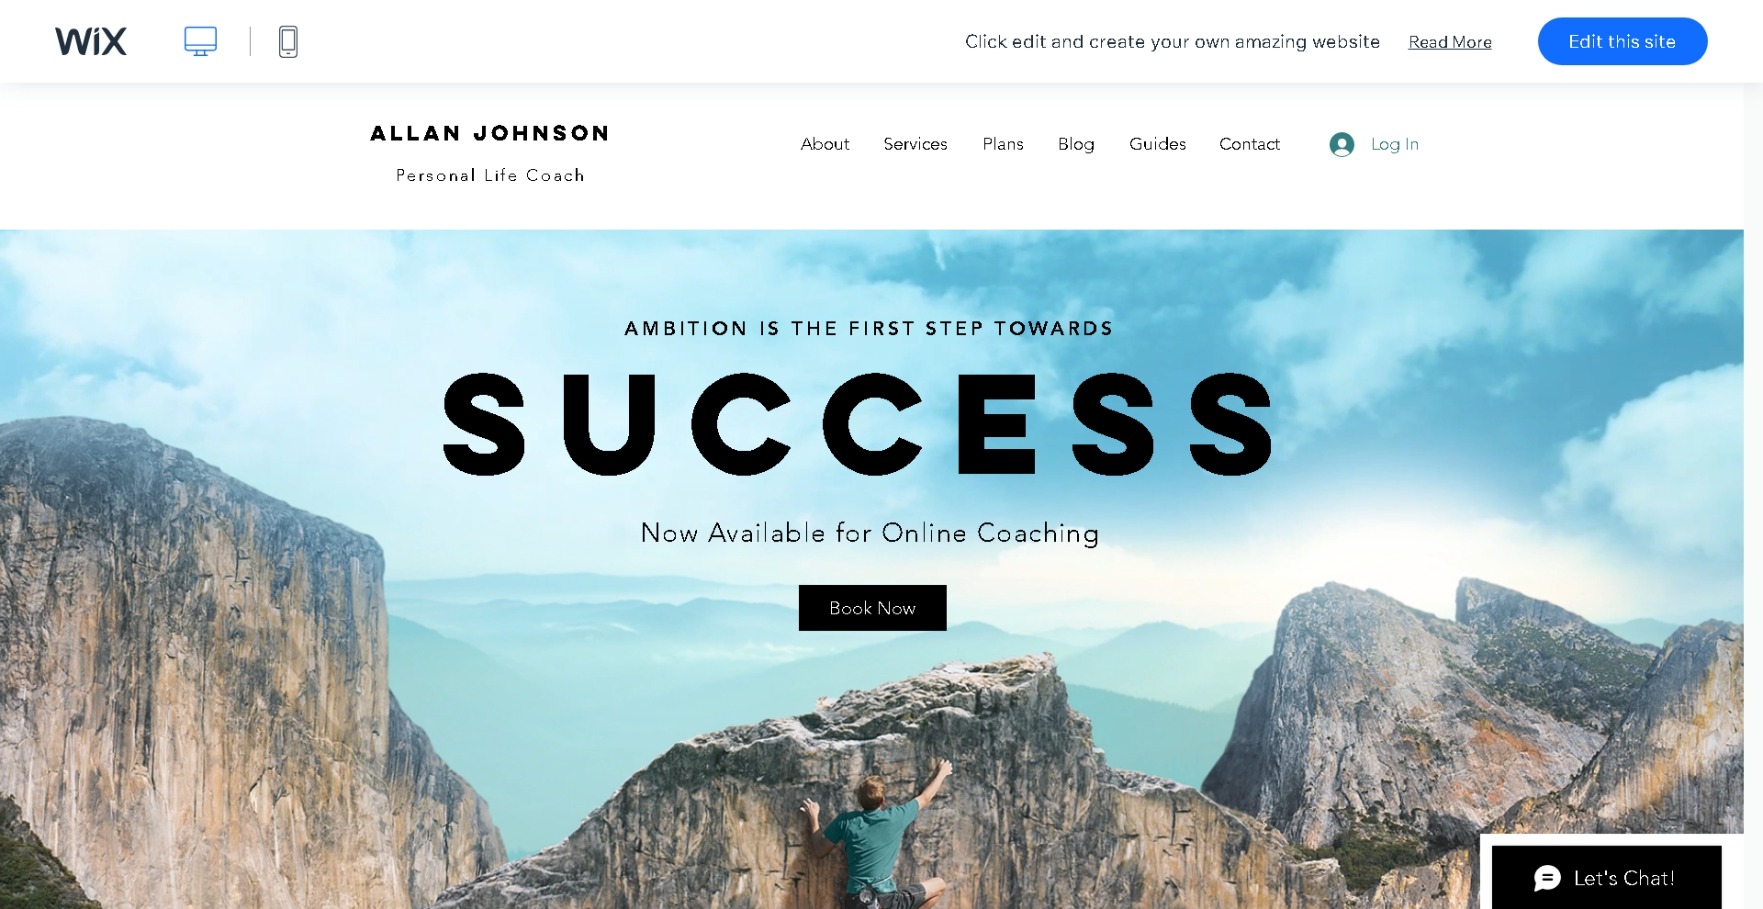 WiX
Click edit and create your own amazing website Read More Edit this site
ALLAN JOHNSON
Personal Life Coach
About Services Plans Blog Guides Contact Log In
AMBITION IS THE FIRST STEP TOWARDS
SUCCESS
Now Available for Online Coaching
Book Now
Let's Chat!